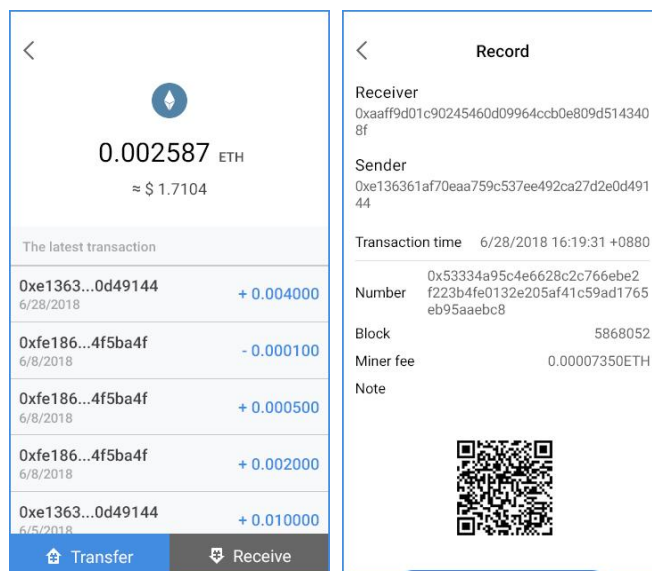 0.002587 ETH
≈ $ 1.7104
The latest transaction
0xe1363...0d49144
6/28/2018
+ 0.004000
0xfe186...4f5ba4f
6/8/2018
- 0.000100
0xfe186...4f5ba4f
6/8/2018
+ 0.000500
0xfe186...4f5ba4f
6/8/2018
+ 0.002000
0xe1363...0d49144
6/5/2018
+ 0.010000
Transfer
Receive
Record
Receiver
0xaaff9d01c90245460d09964ccb0e809d514340
8f
Sender
0xe136361af70eaa759c537ee492ca27d2e0d491
44
Transaction time 6/28/2018 16:19:31 +0880
Number
0x53334a95c4e6628c2c766ebe2
f223b4fe0132e205af41c59ad1765
eb95aaebc8
Block 5868052
Miner fee 0.00007350ETH
Note